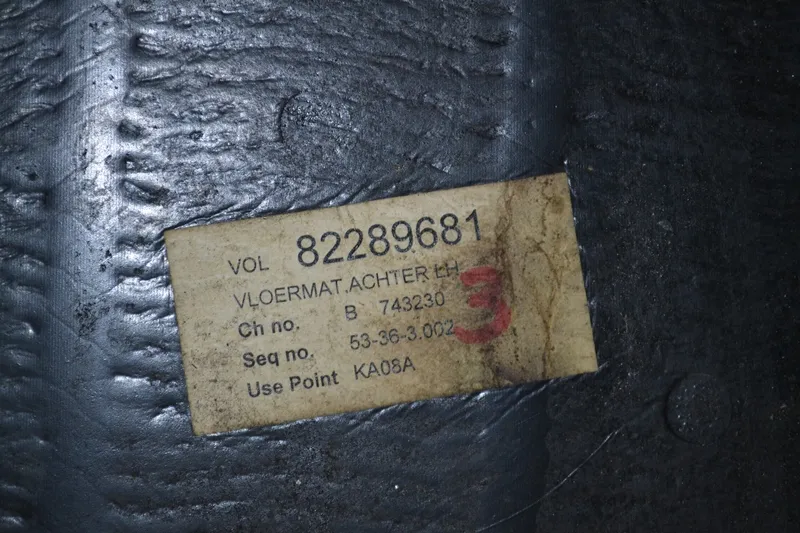 VOL 82289681
VLOERMAT,ACHTER LH
Ch no. B 743230
Seq no. 53-36-3.002
Use Point KA08A
3